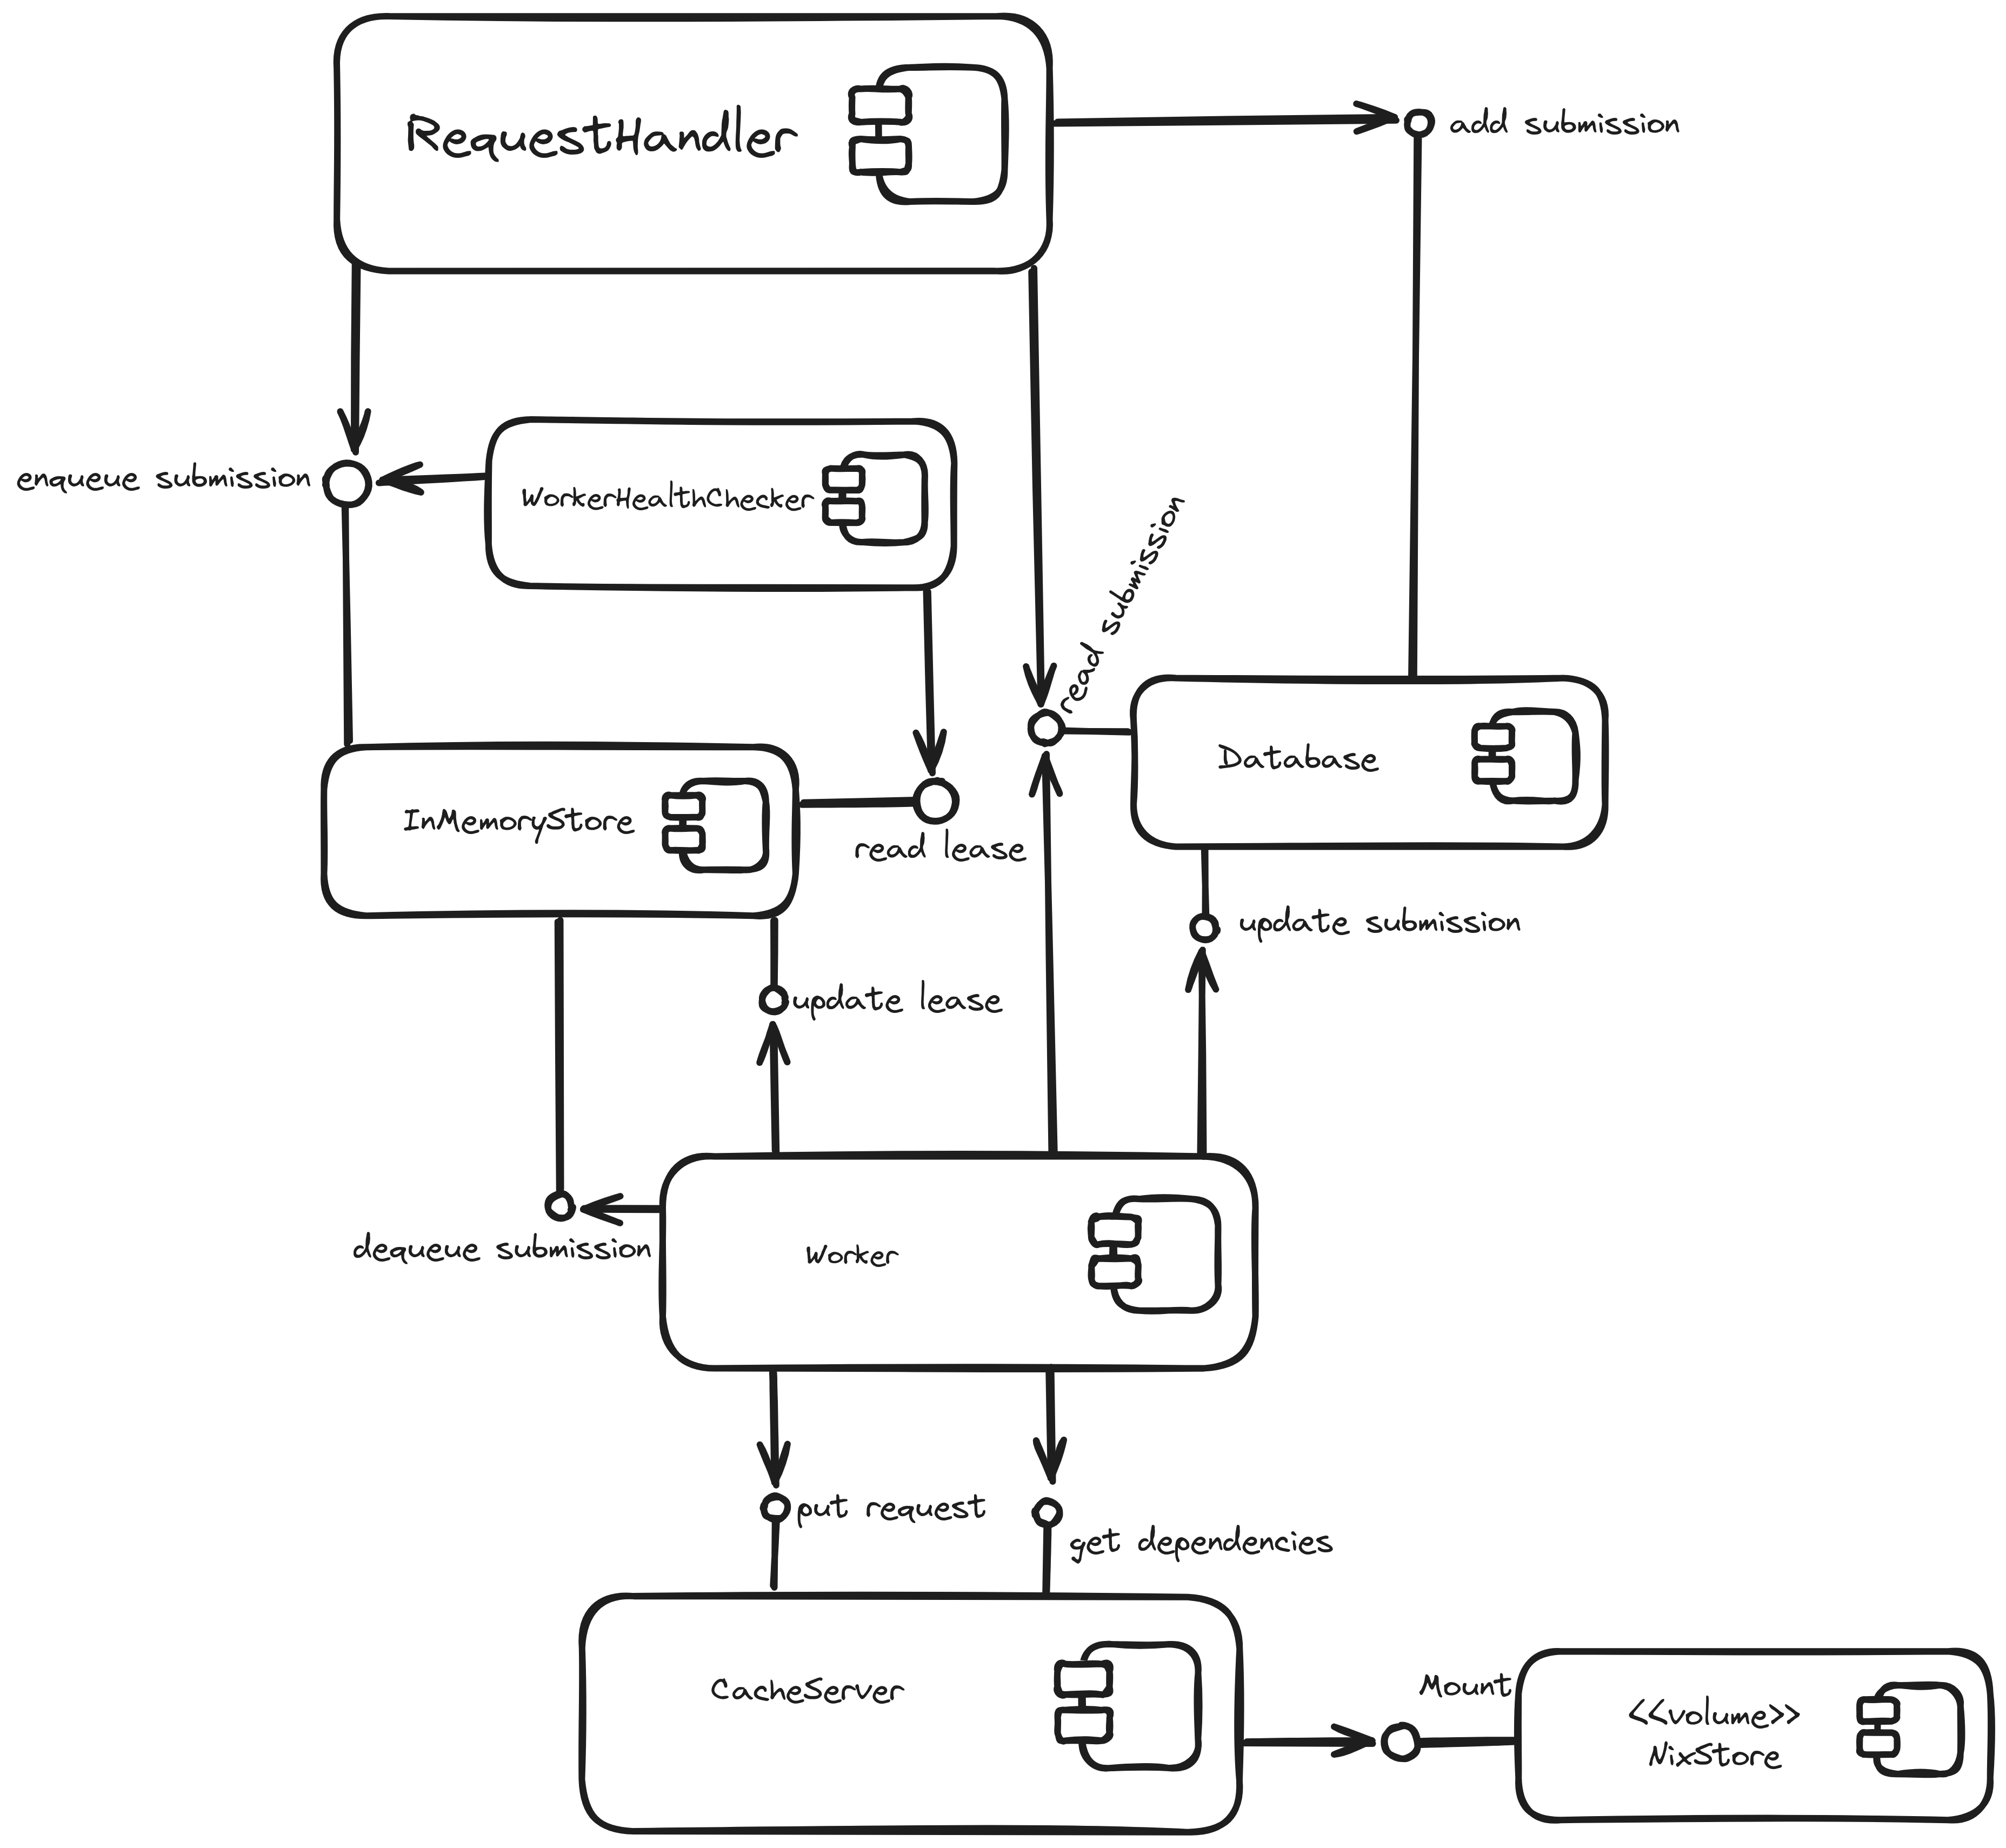 RequestHandler
add submission
enqueue submission
WorkerHealthChecker
read submission
Database
InMemoryStore
read lease
update submission
update lease
dequeue submission
Worker
put request
get dependencies
CacheServer
Mount
<<volume>>
NixStore